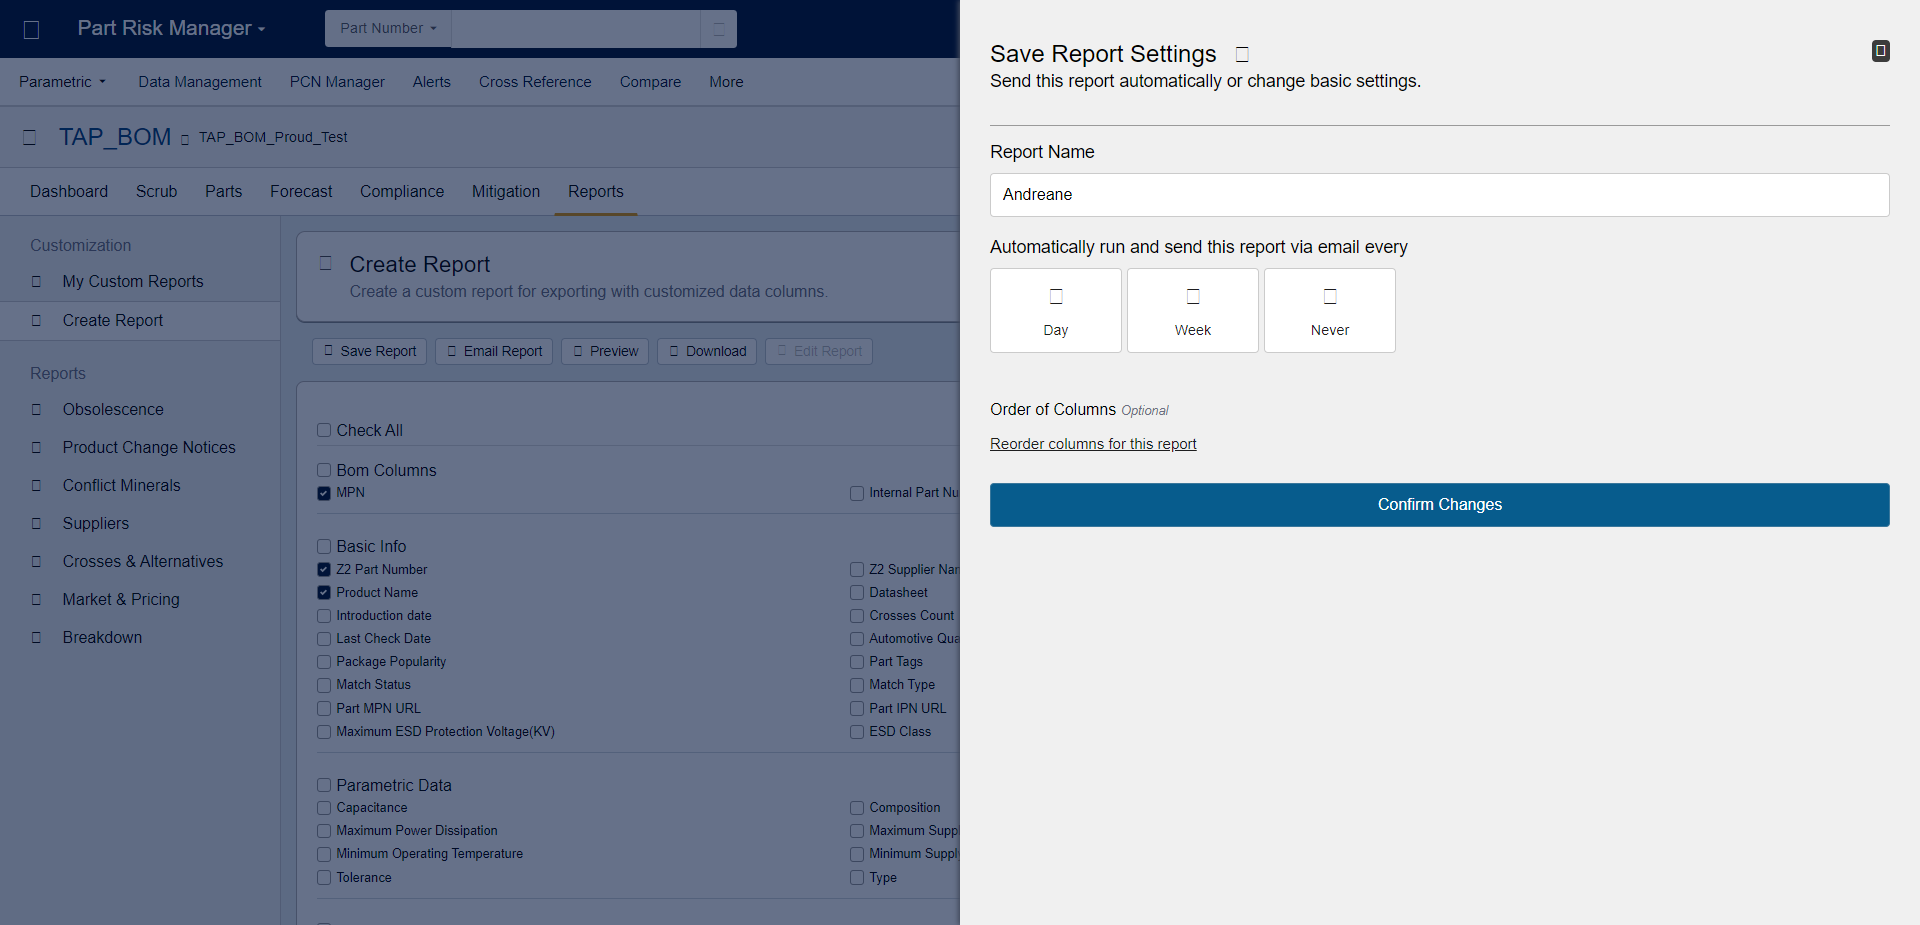 Part Risk Manager
Part Number
Parametric
Data Management
PCN Manager
Alerts
Cross Reference
Compare
More
TAP_BOM
TAP_BOM_Proud_Test
Dashboard
Scrub
Parts
Forecast
Compliance
Mitigation
Reports
Customization
My Custom Reports
Create Report
Reports
Obsolescence
Product Change Notices
Conflict Minerals
Suppliers
Crosses & Alternatives
Market & Pricing
Breakdown
Create Report
Create a custom report for exporting with customized data columns.
Save Report
Email Report
Preview
Download
Edit Report
Check All
Bom Columns
MPN
Internal Part Nu
Basic Info
Z2 Part Number
Z2 Supplier Nar
Product Name
Datasheet
Introduction date
Crosses Count
Last Check Date
Automotive Qua
Package Popularity
Part Tags
Match Status
Match Type
Part MPN URL
Part IPN URL
Maximum ESD Protection Voltage(KV)
ESD Class
Parametric Data
Capacitance
Composition
Maximum Power Dissipation
Maximum Suppl
Minimum Operating Temperature
Minimum Supply
Tolerance
Type
Save Report Settings
Send this report automatically or change basic settings.
Report Name
Andreane
Automatically run and send this report via email every
Day
Week
Never
Order of Columns Optional
Reorder columns for this report
Confirm Changes